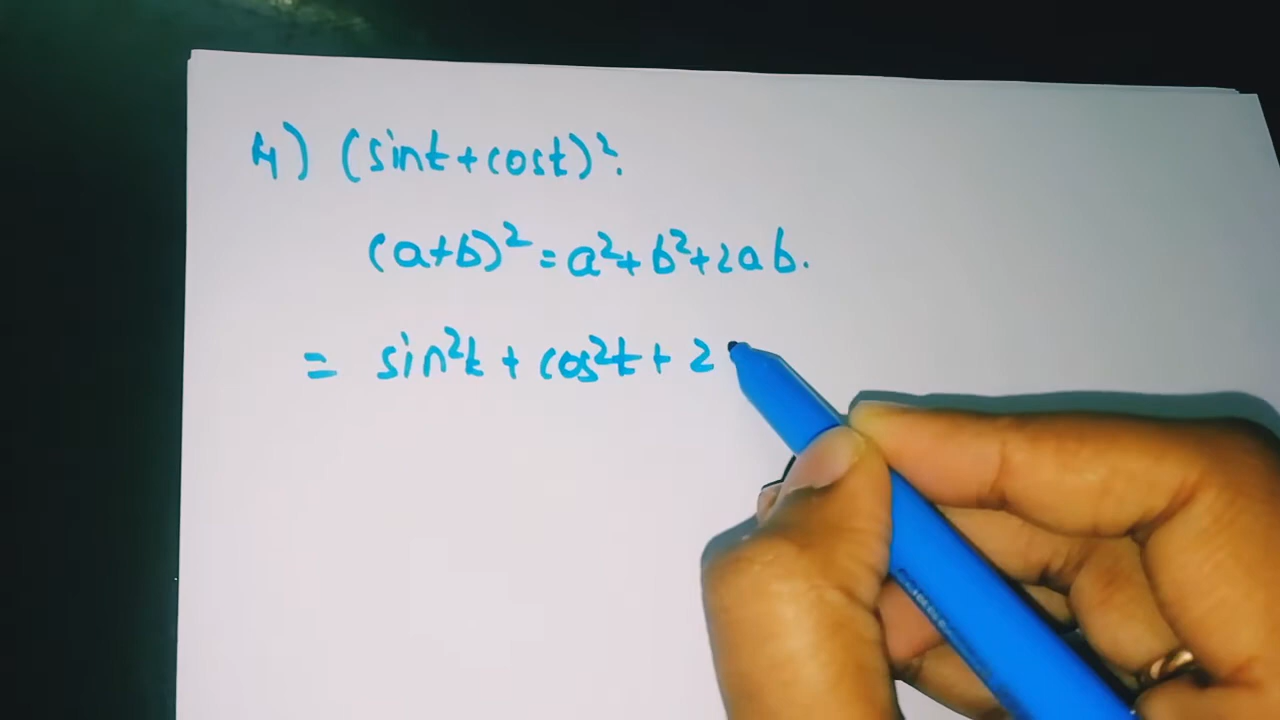 4) (sint+cost)².
(a+b)²=a²+b²+2ab.
= sin²t + cos²t + 2